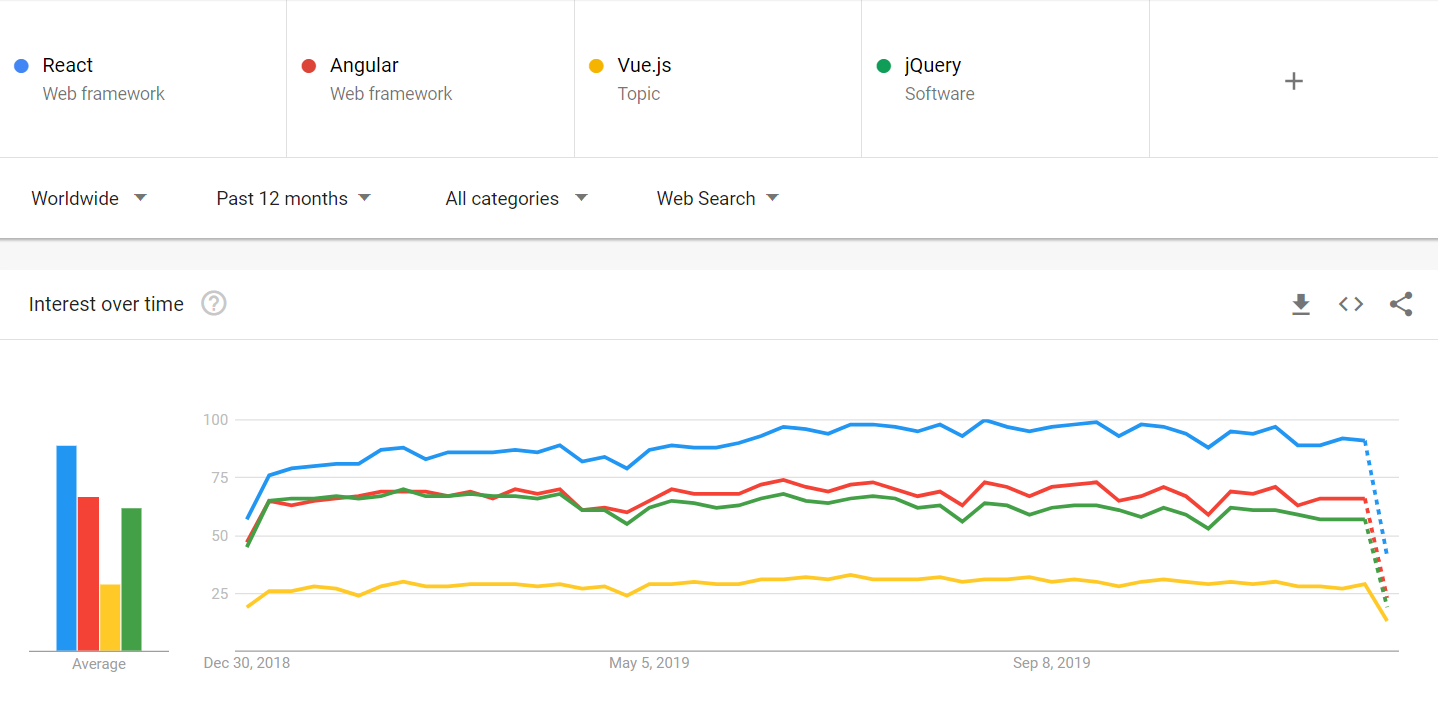 React
Web framework
Angular
Web framework
Vue.js
Topic
jQuery
Software
+
Worldwide
Past 12 months
All categories
Web Search
Interest over time
?
100
75
50
25
Average
Dec 30, 2018
May 5, 2019
Sep 8, 2019